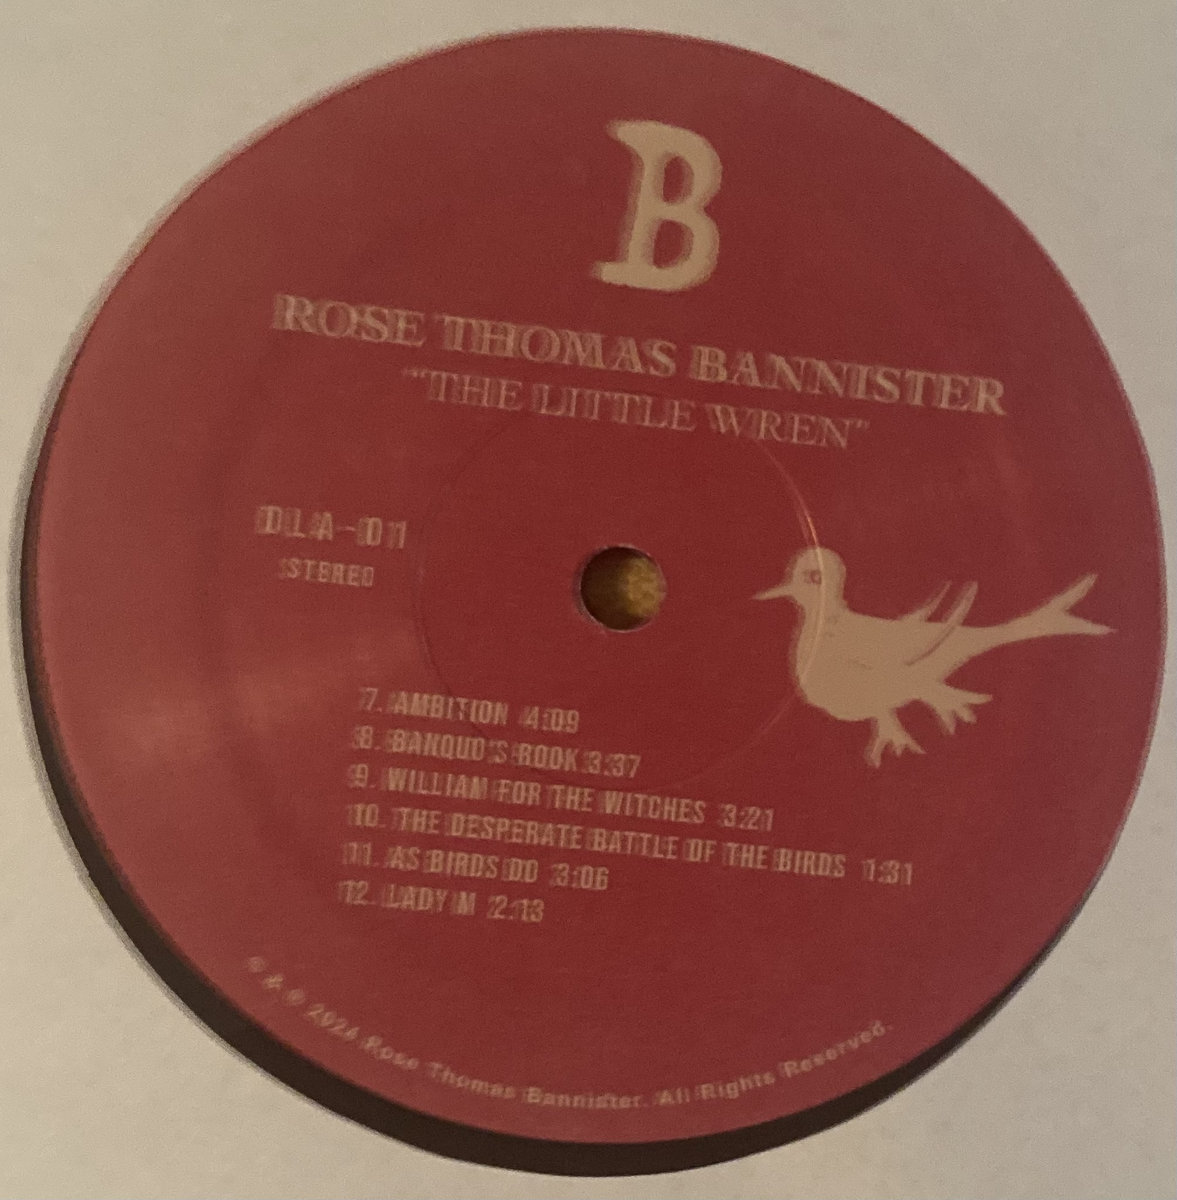 B
ROSE THOMAS BANNISTER
"THE LITTLE WREN"
DLA-01
STEREO
7. AMBITION 4:09
8. BANQUO'S BOOK 3:37
9. WILLIAM FOR THE WITCHES 3:21
10. THE DESPERATE BATTLE OF THE BIRDS 1:31
11. AS BIRDS DO 3:06
12. LADY M 2:13
© & ℗ 2024 Rose Thomas Bannister. All Rights Reserved.